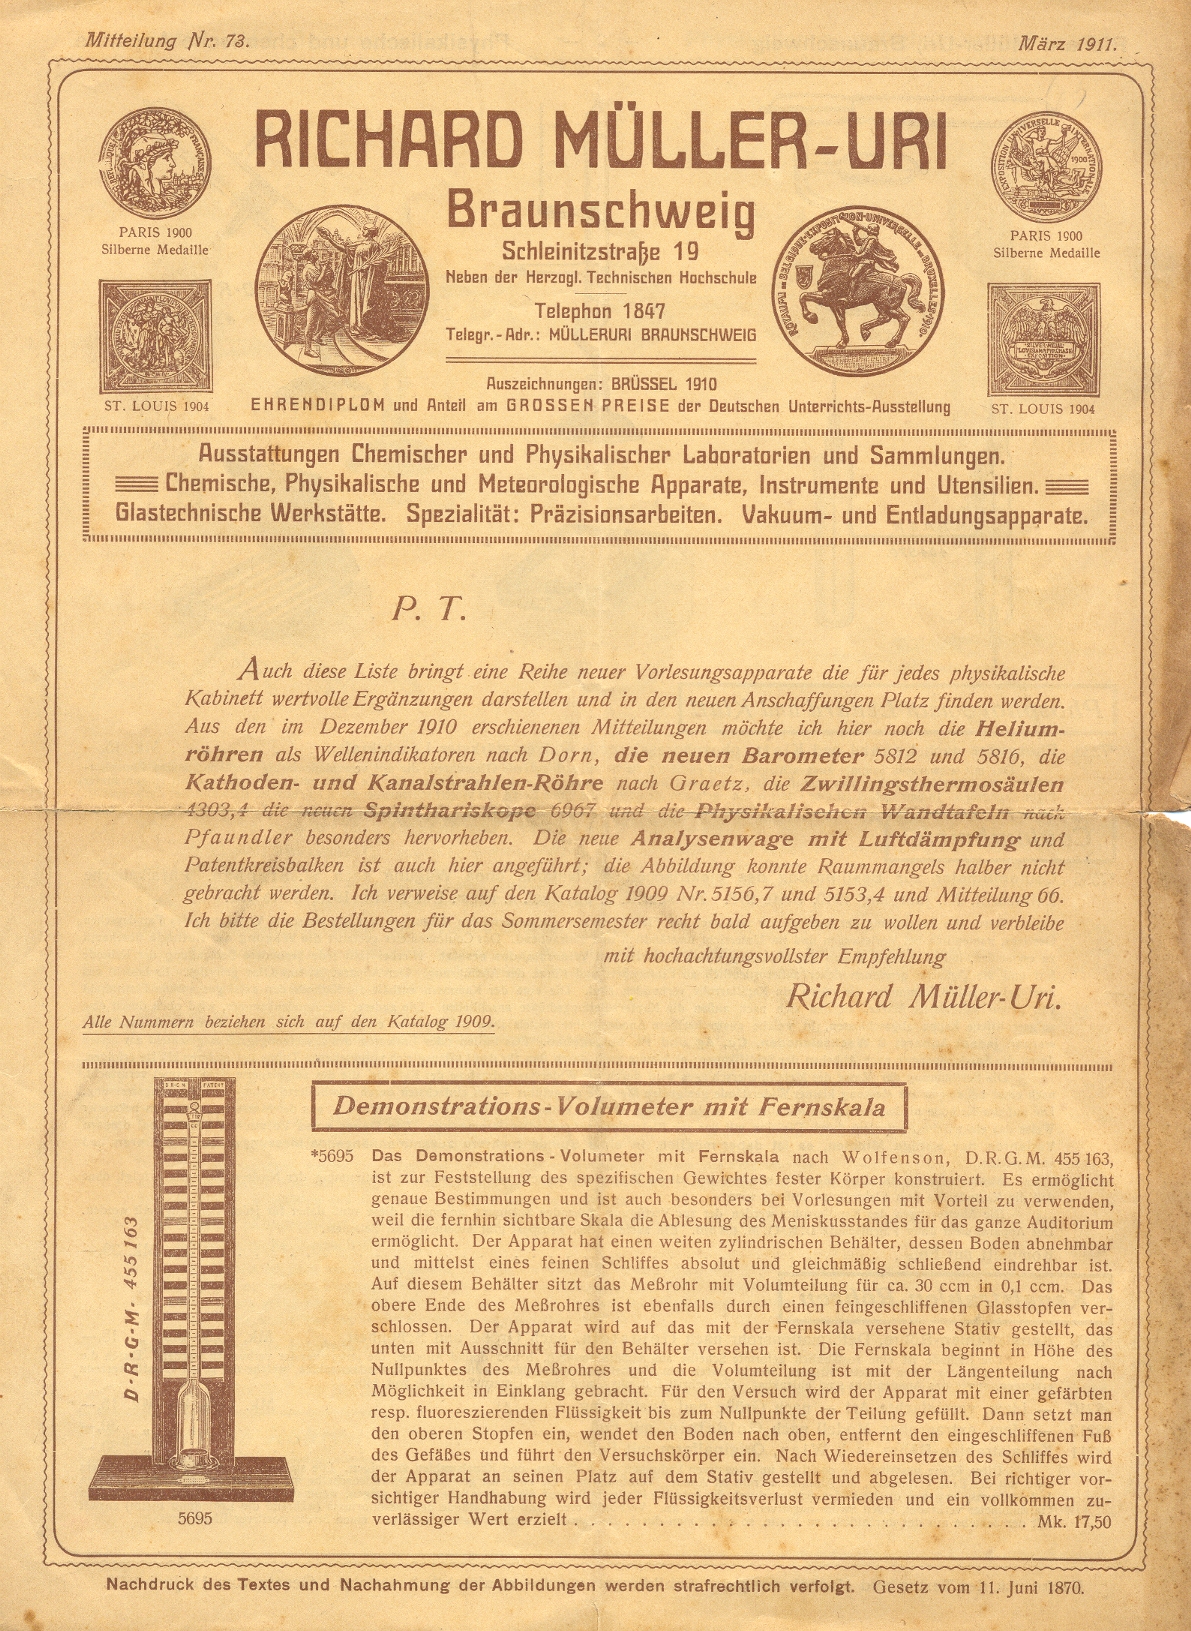 Mitteilung Nr. 73.
März 1911.
RICHARD MÜLLER-URI
Braunschweig
Schleinitzstraße 19
Neben der Herzogl. Technischen Hochschule
Telephon 1847
Telegr.-Adr.: MÜLLERURI BRAUNSCHWEIG
PARIS 1900
Silberne Medaille
ST. LOUIS 1904
EXPOSITION UNIVERSELLE INTERNATIONALE
1900
PARIS 1900
Silberne Medaille
ST. LOUIS 1904
Auszeichnungen: BRÜSSEL 1910
EHRENDIPLOM und Anteil am GROSSEN PREISE der Deutschen Unterrichts-Ausstellung
Ausstattungen Chemischer und Physikalischer Laboratorien und Sammlungen.
Chemische, Physikalische und Meteorologische Apparate, Instrumente und Utensilien.
Glastechnische Werkstätte. Spezialität: Präzisionsarbeiten. Vakuum- und Entladungsapparate.
P. T.
Auch diese Liste bringt eine Reihe neuer Vorlesungsapparate die für jedes physikalische
Kabinett wertvolle Ergänzungen darstellen und in den neuen Anschaffungen Platz finden werden.
Aus den im Dezember 1910 erschienenen Mitteilungen möchte ich hier noch die Helium-
röhren als Wellenindikatoren nach Dorn, die neuen Barometer 5812 und 5816, die
Kathoden- und Kanalstrahlen-Röhre nach Graetz, die Zwillingsthermosäulen
4303,4 die neuen Spinthariskope 6967 und die Physikalischen Wandtafeln nach
Pfaundler besonders hervorheben. Die neue Analysenwage mit Luftdämpfung und
Patentkreisbalken ist auch hier angeführt; die Abbildung konnte Raummangels halber nicht
gebracht werden. Ich verweise auf den Katalog 1909 Nr. 5156,7 und 5153,4 und Mitteilung 66.
Ich bitte die Bestellungen für das Sommersemester recht bald aufgeben zu wollen und verbleibe
mit hochachtungsvollster Empfehlung
Richard Müller-Uri.
Alle Nummern beziehen sich auf den Katalog 1909.
Demonstrations-Volumeter mit Fernskala
*5695 Das Demonstrations-Volumeter mit Fernskala nach Wolfenson, D.R.G.M. 455 163,
ist zur Feststellung des spezifischen Gewichtes fester Körper konstruiert. Es ermöglicht
genaue Bestimmungen und ist auch besonders bei Vorlesungen mit Vorteil zu verwenden,
weil die fernhin sichtbare Skala die Ablesung des Meniskusstandes für das ganze Auditorium
ermöglicht. Der Apparat hat einen weiten zylindrischen Behälter, dessen Boden abnehmbar
und mittelst eines feinen Schliffes absolut und gleichmäßig schließend eindrehbar ist.
Auf diesem Behälter sitzt das Meßrohr mit Volumteilung für ca. 30 ccm in 0,1 ccm. Das
obere Ende des Meßrohres ist ebenfalls durch einen feingeschliffenen Glasstopfen ver-
schlossen. Der Apparat wird auf das mit der Fernskala versehene Stativ gestellt, das
unten mit Ausschnitt für den Behälter versehen ist. Die Fernskala beginnt in Höhe des
Nullpunktes des Meßrohres und die Volumteilung ist mit der Längenteilung nach
Möglichkeit in Einklang gebracht. Für den Versuch wird der Apparat mit einer gefärbten
resp. fluoreszierenden Flüssigkeit bis zum Nullpunkte der Teilung gefüllt. Dann setzt man
den oberen Stopfen ein, wendet den Boden nach oben, entfernt den eingeschliffenen Fuß
des Gefäßes und führt den Versuchskörper ein. Nach Wiedereinsetzen des Schliffes wird
der Apparat an seinen Platz auf dem Stativ gestellt und abgelesen. Bei richtiger vor-
sichtiger Handhabung wird jeder Flüssigkeitsverlust vermieden und ein vollkommen zu-
verlässiger Wert erzielt . . . . . . . . . . . . . . . . . . . . . . . . . . . Mk. 17,50
D·R·G·M· 455 163
5695
Nachdruck des Textes und Nachahmung der Abbildungen werden strafrechtlich verfolgt. Gesetz vom 11. Juni 1870.